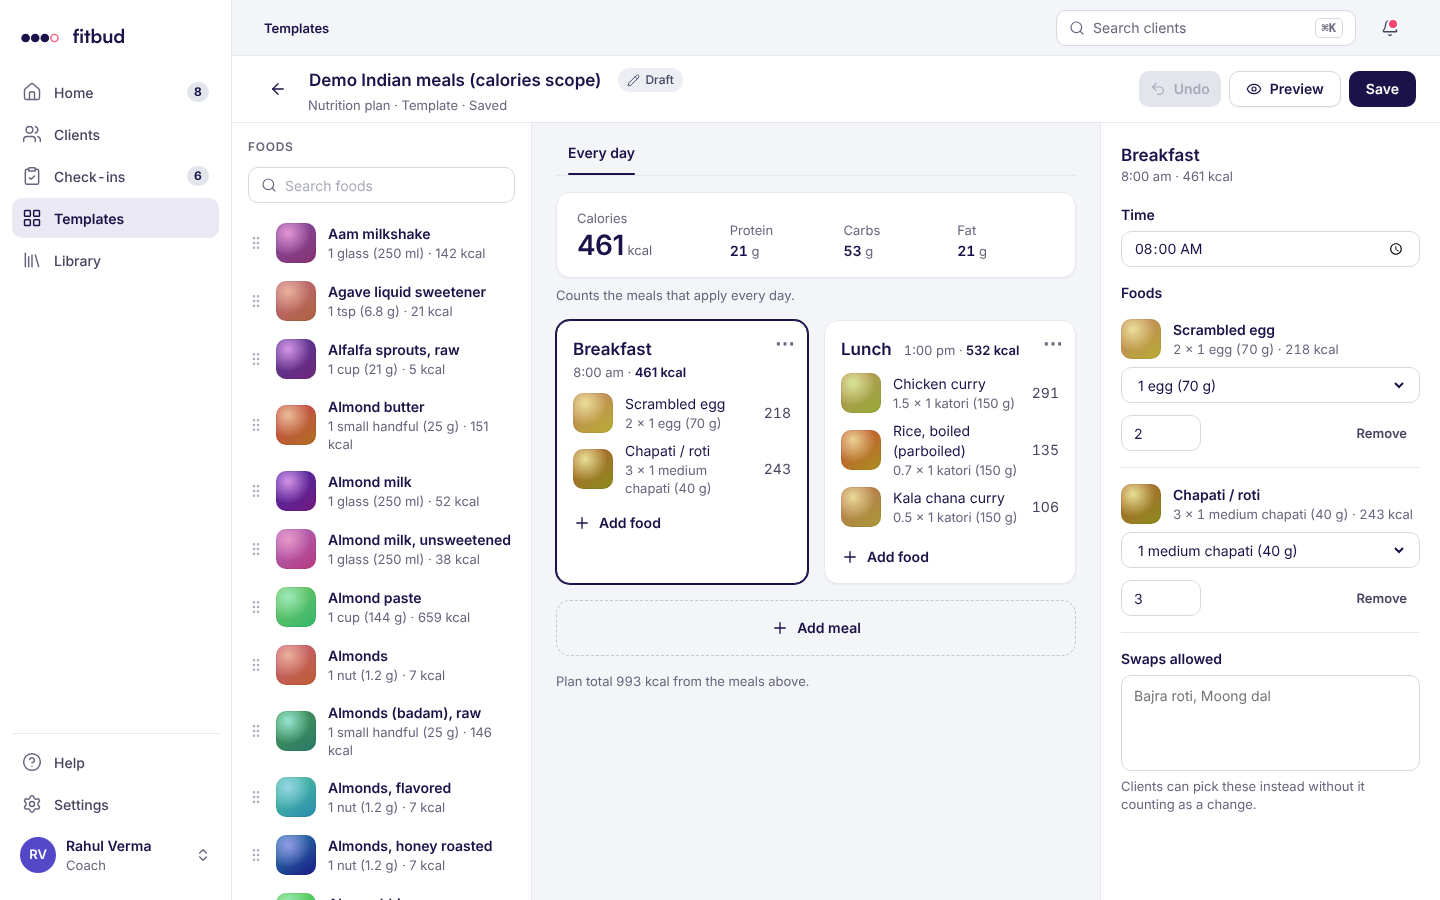 fitbud
Home 8
Clients
Check-ins 6
Templates
Library
Help
Settings
RV Rahul Verma
Coach
Templates
Search clients ⌘K
Demo Indian meals (calories scope) Draft
Nutrition plan · Template · Saved
Undo Preview Save
FOODS
Search foods
Aam milkshake
1 glass (250 ml) · 142 kcal
Agave liquid sweetener
1 tsp (6.8 g) · 21 kcal
Alfalfa sprouts, raw
1 cup (21 g) · 5 kcal
Almond butter
1 small handful (25 g) · 151
kcal
Almond milk
1 glass (250 ml) · 52 kcal
Almond milk, unsweetened
1 glass (250 ml) · 38 kcal
Almond paste
1 cup (144 g) · 659 kcal
Almonds
1 nut (1.2 g) · 7 kcal
Almonds (badam), raw
1 small handful (25 g) · 146
kcal
Almonds, flavored
1 nut (1.2 g) · 7 kcal
Almonds, honey roasted
1 nut (1.2 g) · 7 kcal
Every day
Calories
461 kcal
Protein
21 g
Carbs
53 g
Fat
21 g
Counts the meals that apply every day.
Breakfast
8:00 am · 461 kcal
Scrambled egg
2 × 1 egg (70 g)
218
Chapati / roti
3 × 1 medium
chapati (40 g)
243
Add food
Lunch 1:00 pm · 532 kcal
Chicken curry
1.5 × 1 katori (150 g)
291
Rice, boiled
(parboiled)
0.7 × 1 katori (150 g)
135
Kala chana curry
0.5 × 1 katori (150 g)
106
Add food
Add meal
Plan total 993 kcal from the meals above.
Breakfast
8:00 am · 461 kcal
Time
08:00 AM
Foods
Scrambled egg
2 × 1 egg (70 g) · 218 kcal
1 egg (70 g)
2 Remove
Chapati / roti
3 × 1 medium chapati (40 g) · 243 kcal
1 medium chapati (40 g)
3 Remove
Swaps allowed
Bajra roti, Moong dal
Clients can pick these instead without it
counting as a change.